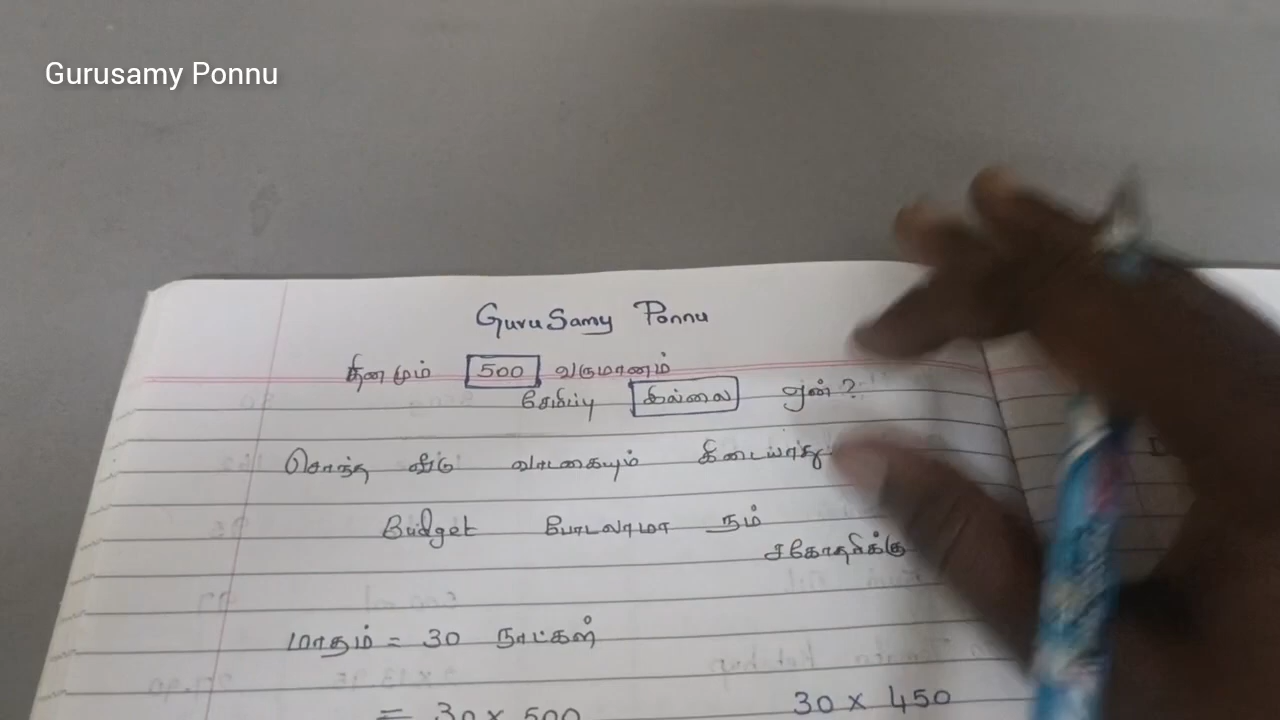 Gurusamy Ponnu
GuruSamy Ponnu
தினமும் 500 வருமானம்
சேமிப்பு இல்லை ஏன்?
சொந்த வீடு வாடகையும் கிடையாது
Budget போடலாமா நம்
சகோதரிக்கு
மாதம் = 30 நாட்கள்
= 30 x 500
30 x 450